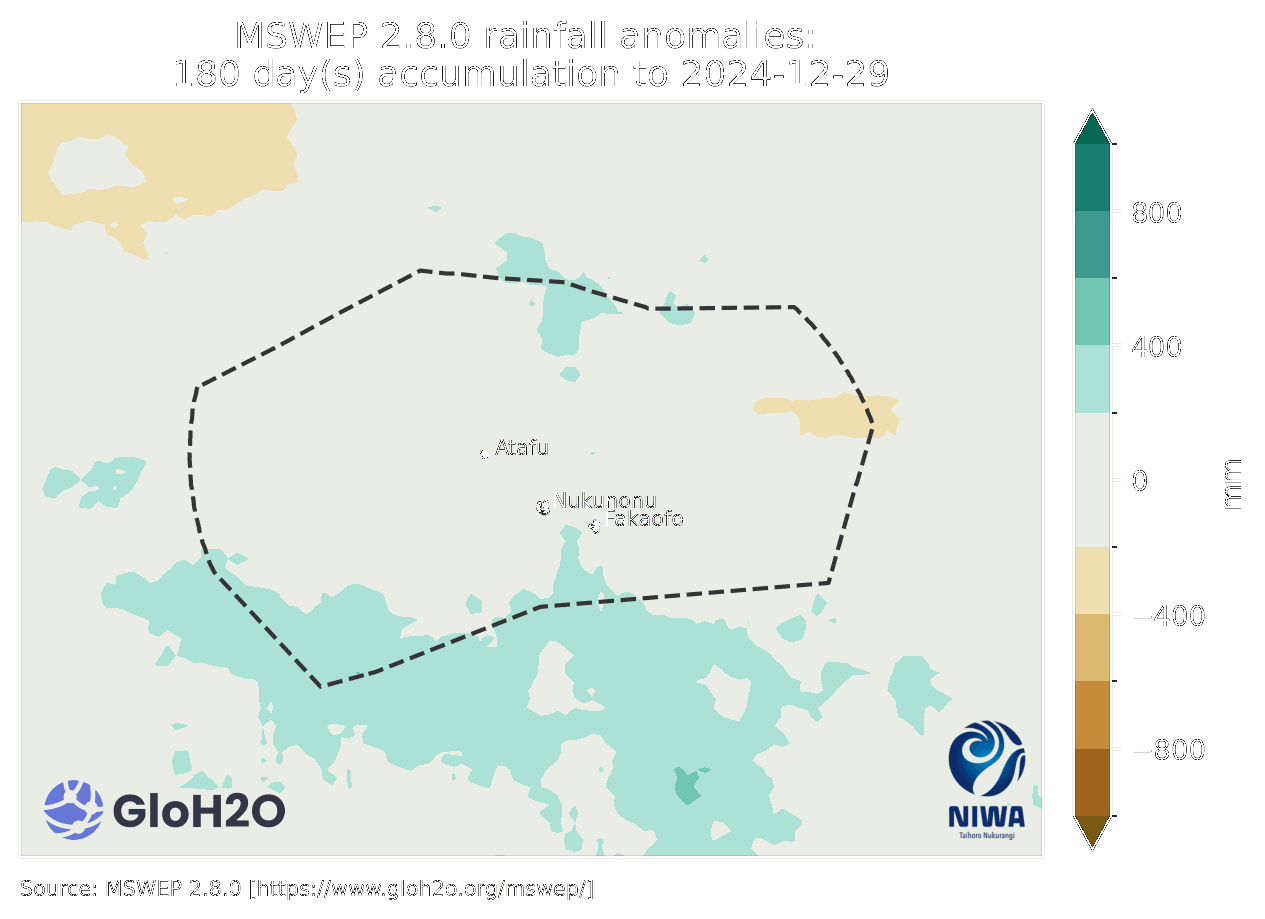 MSWEP 2.8.0 rainfall anomalies:
180 day(s) accumulation to 2024-12-29
800
400
0
−400
−800
mm
Atafu
Nukunonu
Fakaofo
GloH2O
NIWA
Taihoro Nukurangi
Source: MSWEP 2.8.0 [https://www.gloh2o.org/mswep/]